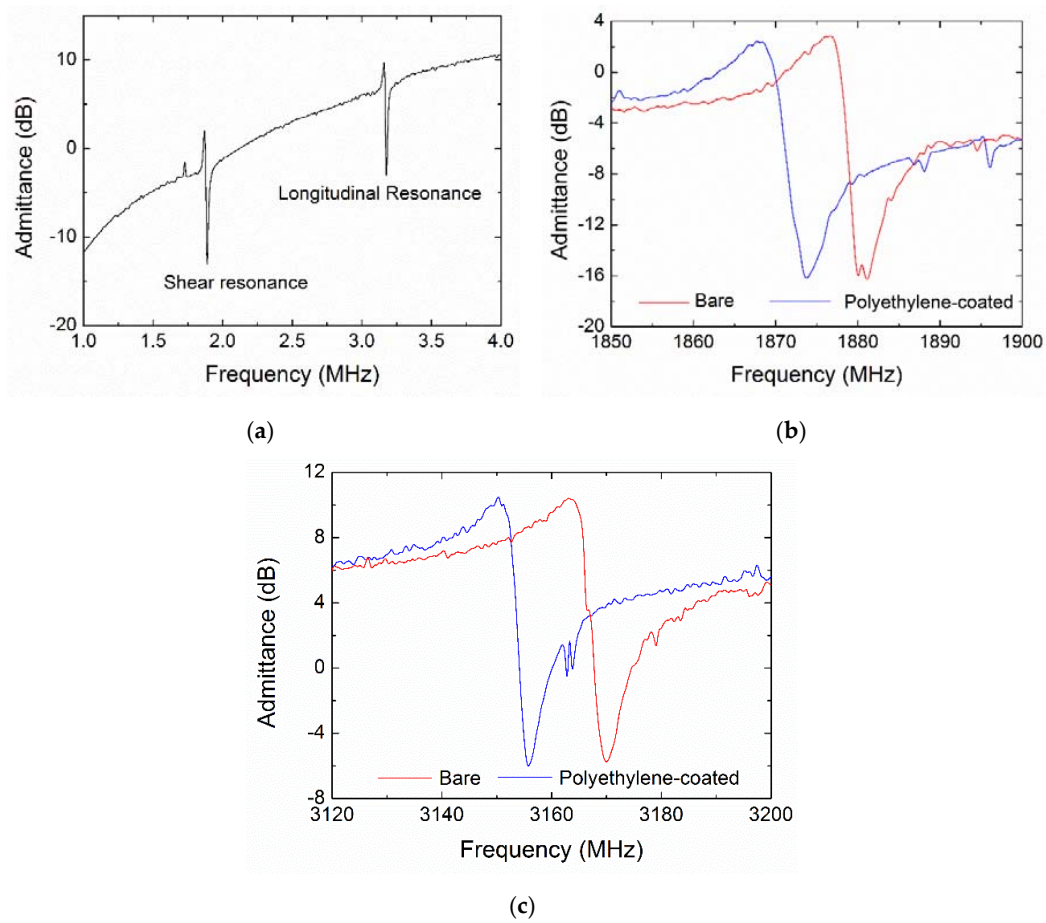 10
0
-10
-20
Admittance (dB)
Longitudinal Resonance
Shear resonance
1.0 1.5 2.0 2.5 3.0 3.5 4.0
Frequency (MHz)
(a)
4
0
-4
-8
-12
-16
-20
Admittance (dB)
Bare Polyethylene-coated
1850 1860 1870 1880 1890 1900
Frequency (MHz)
(b)
12
8
4
0
-4
-8
Admittance (dB)
Bare Polyethylene-coated
3120 3140 3160 3180 3200
Frequency (MHz)
(c)